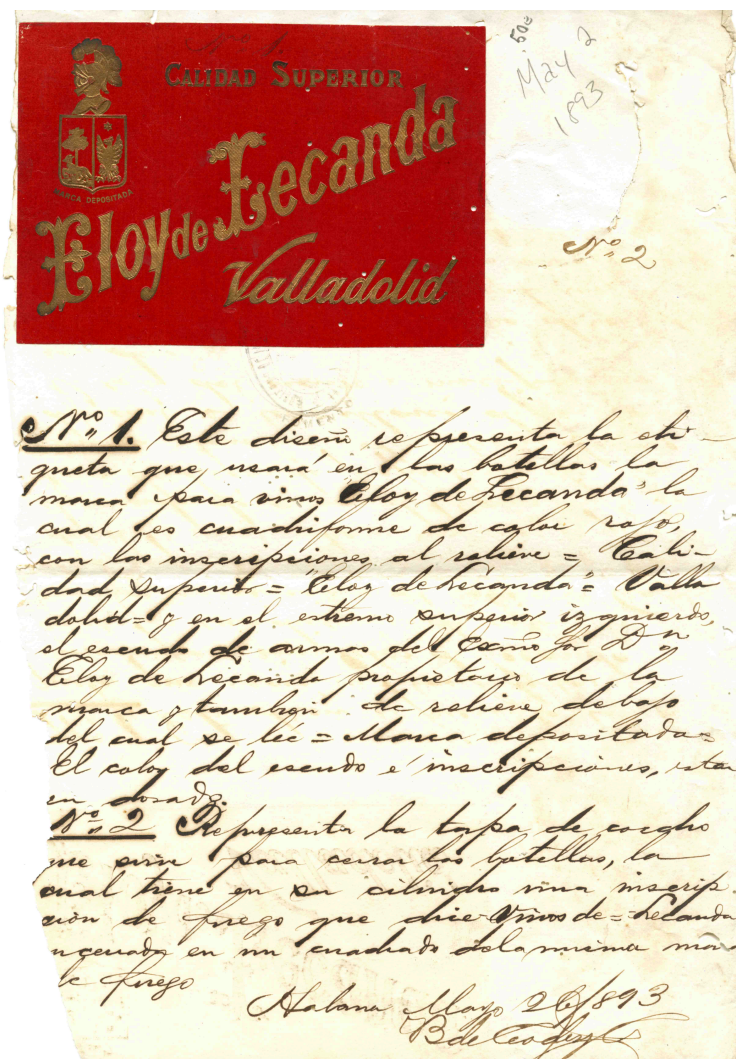 CALIDAD SUPERIOR
Eloy de Lecanda
Valladolid
MARCA DEPOSITADA
50c
May 2
1893
Nº 2
Nº 1. Este diseño representa la eti-
queta que usará en las botellas la
marca para vinos "Eloy de Lecanda" la
cual es cuadriforme de color rojo,
con las inscripciones al relieve = Cali-
dad superior = "Eloy de Lecanda" = Valla
dolid = y en el estremo superior izquierdo,
el escudo de armas del Exmo Sor Dn
Eloy de Lecanda propietario de la
marca y tambien de relieve debajo
del cual se lée = Marca depositada =
El color del escudo é inscripciones, esta
en dorado.
Nº 2 Representa la tapa de corcho
que sirve para cerrar las botellas, la
cual tiene en su cilindro una inscrip-
cion de fuego que dice Vinos de = Lecanda
encerrado en un cuadrado de la misma
de fuego
Habana Mayo 2/1893
B de